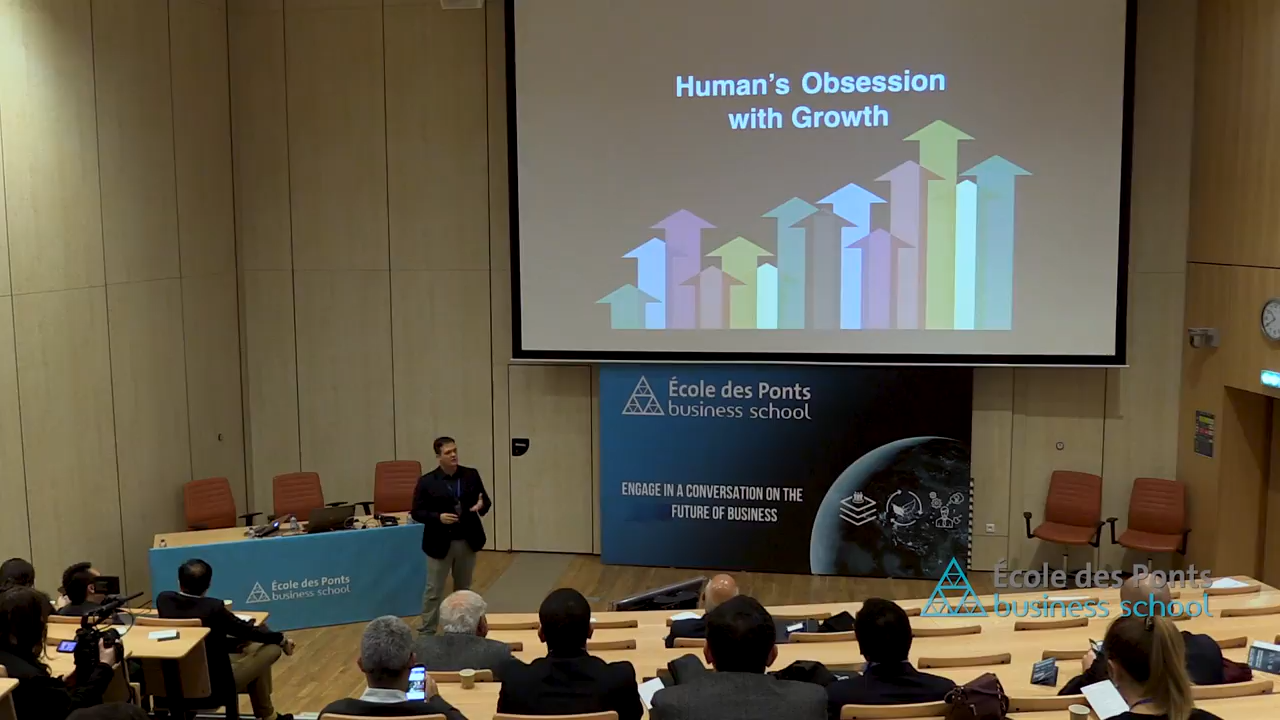 Human's Obsession
with Growth
École des Ponts
business school
ENGAGE IN A CONVERSATION ON THE
FUTURE OF BUSINESS
École des Ponts
business school
École des Ponts
business school